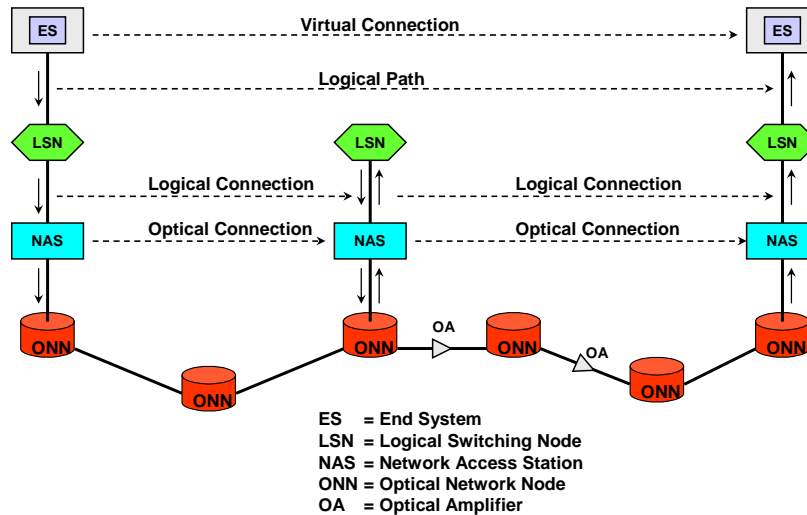 ES Virtual Connection ES
Logical Path
LSN LSN LSN
Logical Connection Logical Connection
NAS Optical Connection NAS Optical Connection NAS
OA
ONN ONN ONN OA ONN
ONN ONN
ES = End System
LSN = Logical Switching Node
NAS = Network Access Station
ONN = Optical Network Node
OA = Optical Amplifier